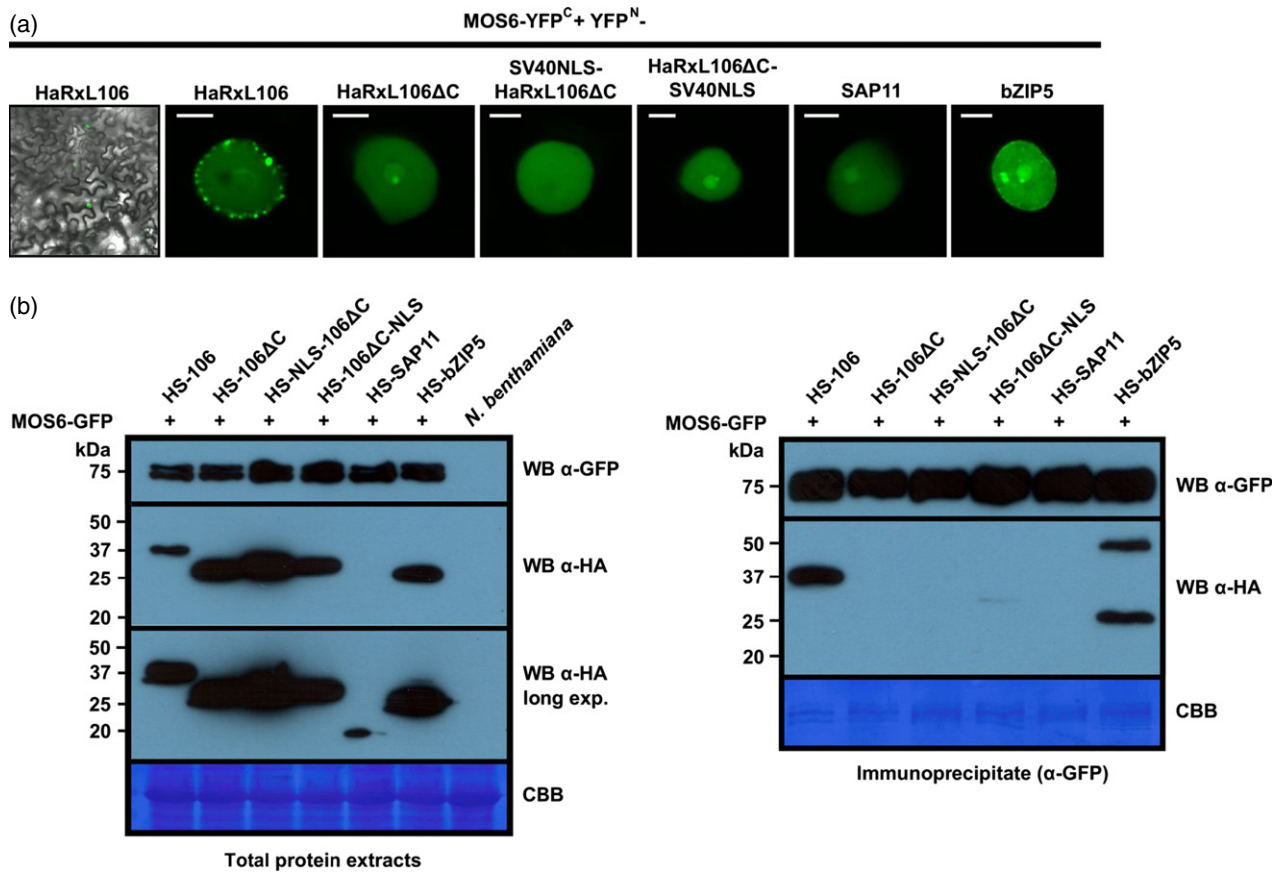 (a)
MOS6-YFP^C + YFP^N-
HaRxL106
HaRxL106
HaRxL106ΔC
SV40NLS-
HaRxL106ΔC
HaRxL106ΔC-
SV40NLS
SAP11
bZIP5
(b)
HS-106
HS-106ΔC
HS-NLS-106ΔC
HS-106ΔC-NLS
HS-SAP11
HS-bZIP5
N. benthamiana
MOS6-GFP + + + + + +
kDa
75
WB α-GFP
50
37
25
20
WB α-HA
50
37
25
20
WB α-HA
long exp.
CBB
Total protein extracts
HS-106
HS-106ΔC
HS-NLS-106ΔC
HS-106ΔC-NLS
HS-SAP11
HS-bZIP5
MOS6-GFP + + + + + +
kDa
75
WB α-GFP
50
37
25
20
WB α-HA
CBB
Immunoprecipitate (α-GFP)